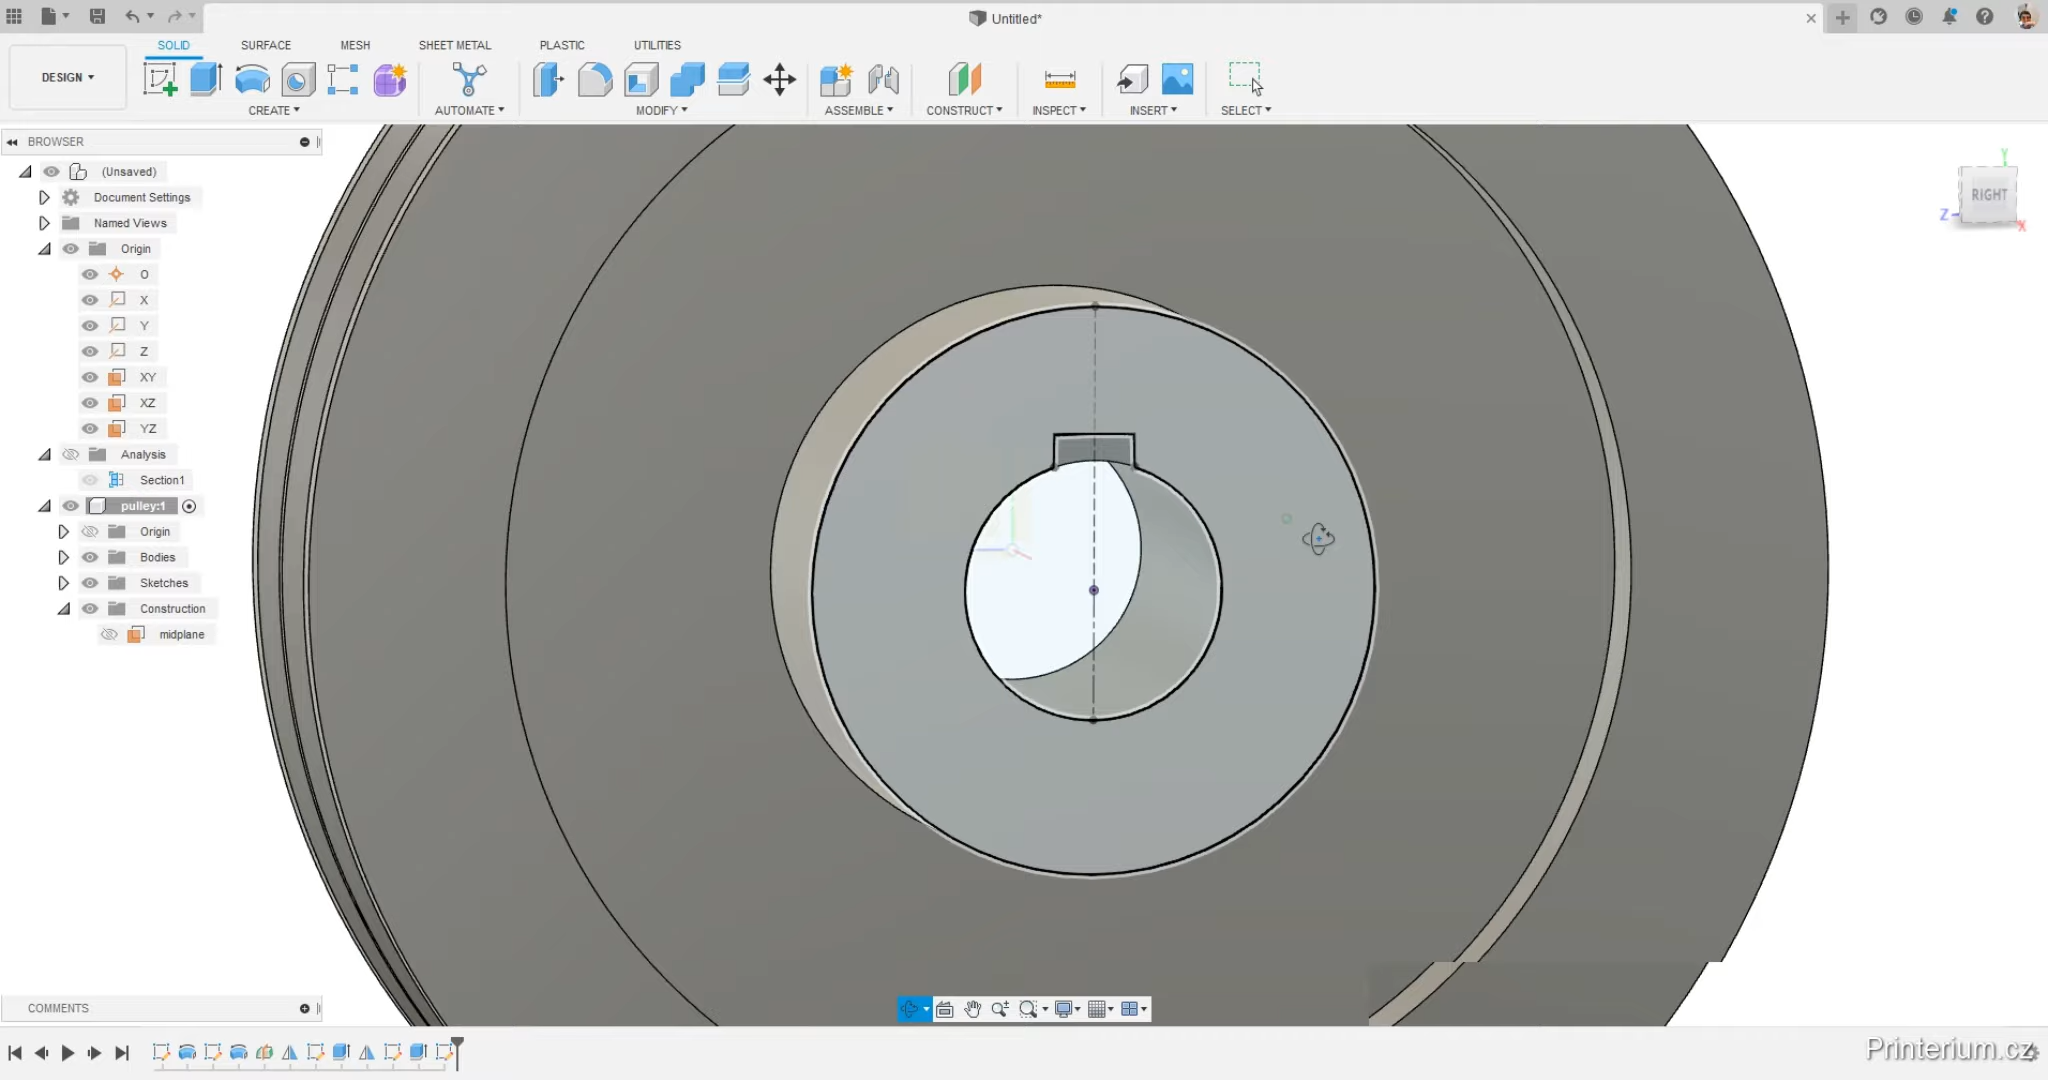 Untitled*
SOLID SURFACE MESH SHEET METAL PLASTIC UTILITIES
DESIGN
CREATE AUTOMATE MODIFY ASSEMBLE CONSTRUCT INSPECT INSERT SELECT
BROWSER
(Unsaved)
Document Settings
Named Views
Origin
O
X
Y
Z
XY
XZ
YZ
Analysis
Section1
pulley:1
Origin
Bodies
Sketches
Construction
midplane
Y
RIGHT
Z
X
COMMENTS
Printerium.cz